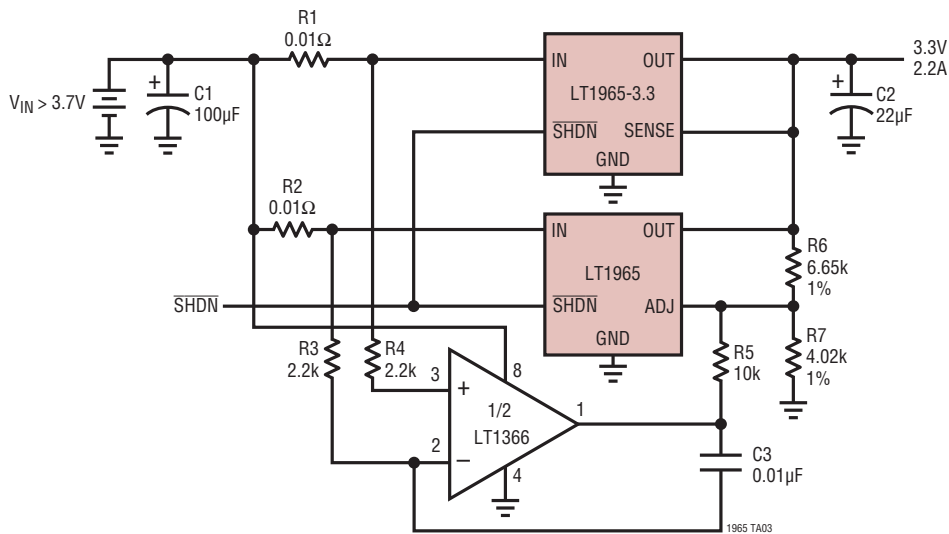 R1
0.01Ω
IN
OUT
3.3V
2.2A
VIN > 3.7V
+
C1
100µF
LT1965-3.3
+
C2
22µF
SHDN
SENSE
GND
R2
0.01Ω
IN
OUT
R6
6.65k
1%
LT1965
SHDN
SHDN
ADJ
GND
R3
2.2k
R4
2.2k
R5
10k
R7
4.02k
1%
8
3
+
1/2
LT1366
1
2
–
4
C3
0.01µF
1965 TA03